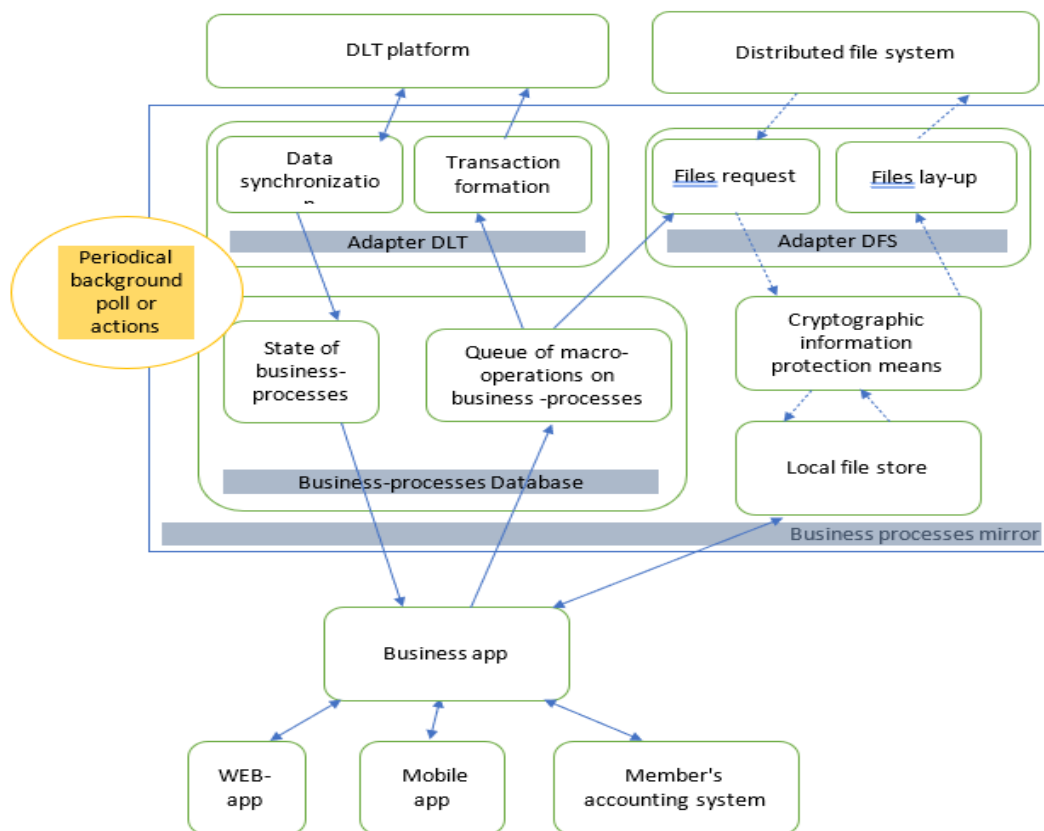 DLT platform
Distributed file system
Data
synchronizatio
Transaction
formation
Files request
Files lay-up
Adapter DLT
Adapter DFS
Periodical
background
poll or
actions
State of
business-
processes
Queue of macro-
operations on
business -processes
Cryptographic
information
protection means
Local file store
Business-processes Database
Business processes mirror
Business app
WEB-
app
Mobile
app
Member's
accounting system